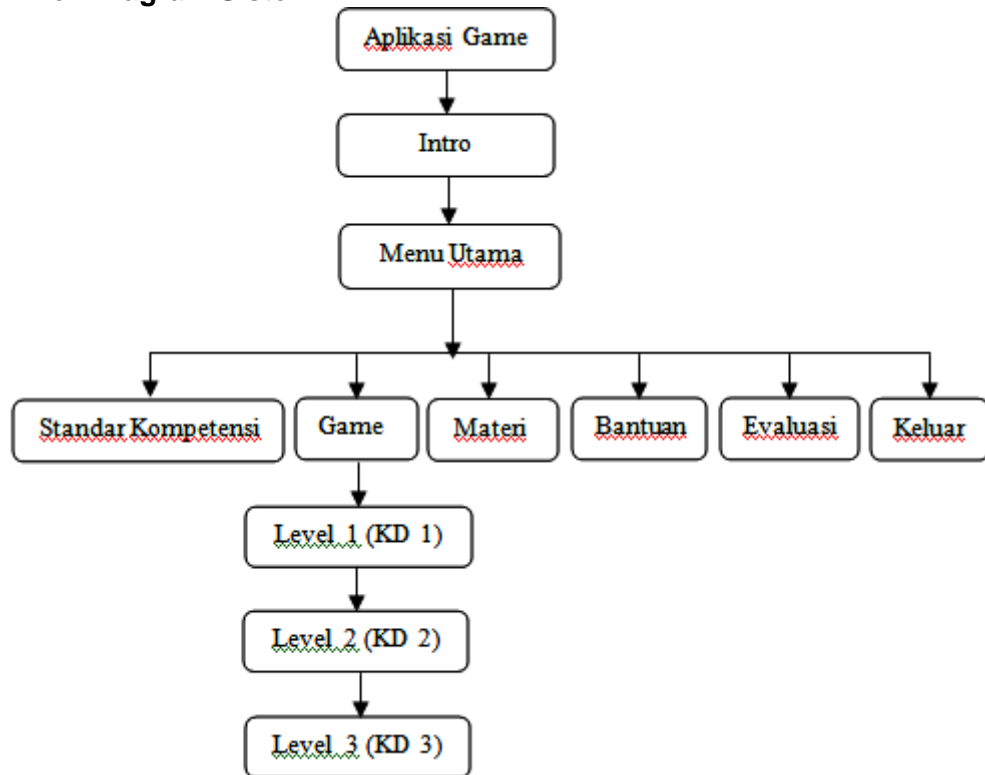 Aplikasi Game
Intro
Menu Utama
Standar Kompetensi
Game
Materi
Bantuan
Evaluasi
Keluar
Level 1 (KD 1)
Level 2 (KD 2)
Level 3 (KD 3)